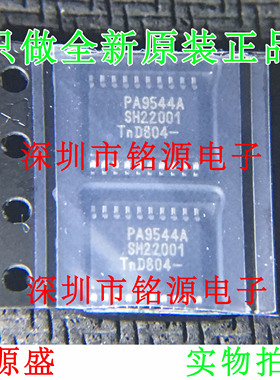 只做全新原装正品
PA9544A
SH22001
TnD804-
深圳市铭源电子
PA9544A
SH22001
TnD804-
深圳市铭源电子
源盛
实物拍